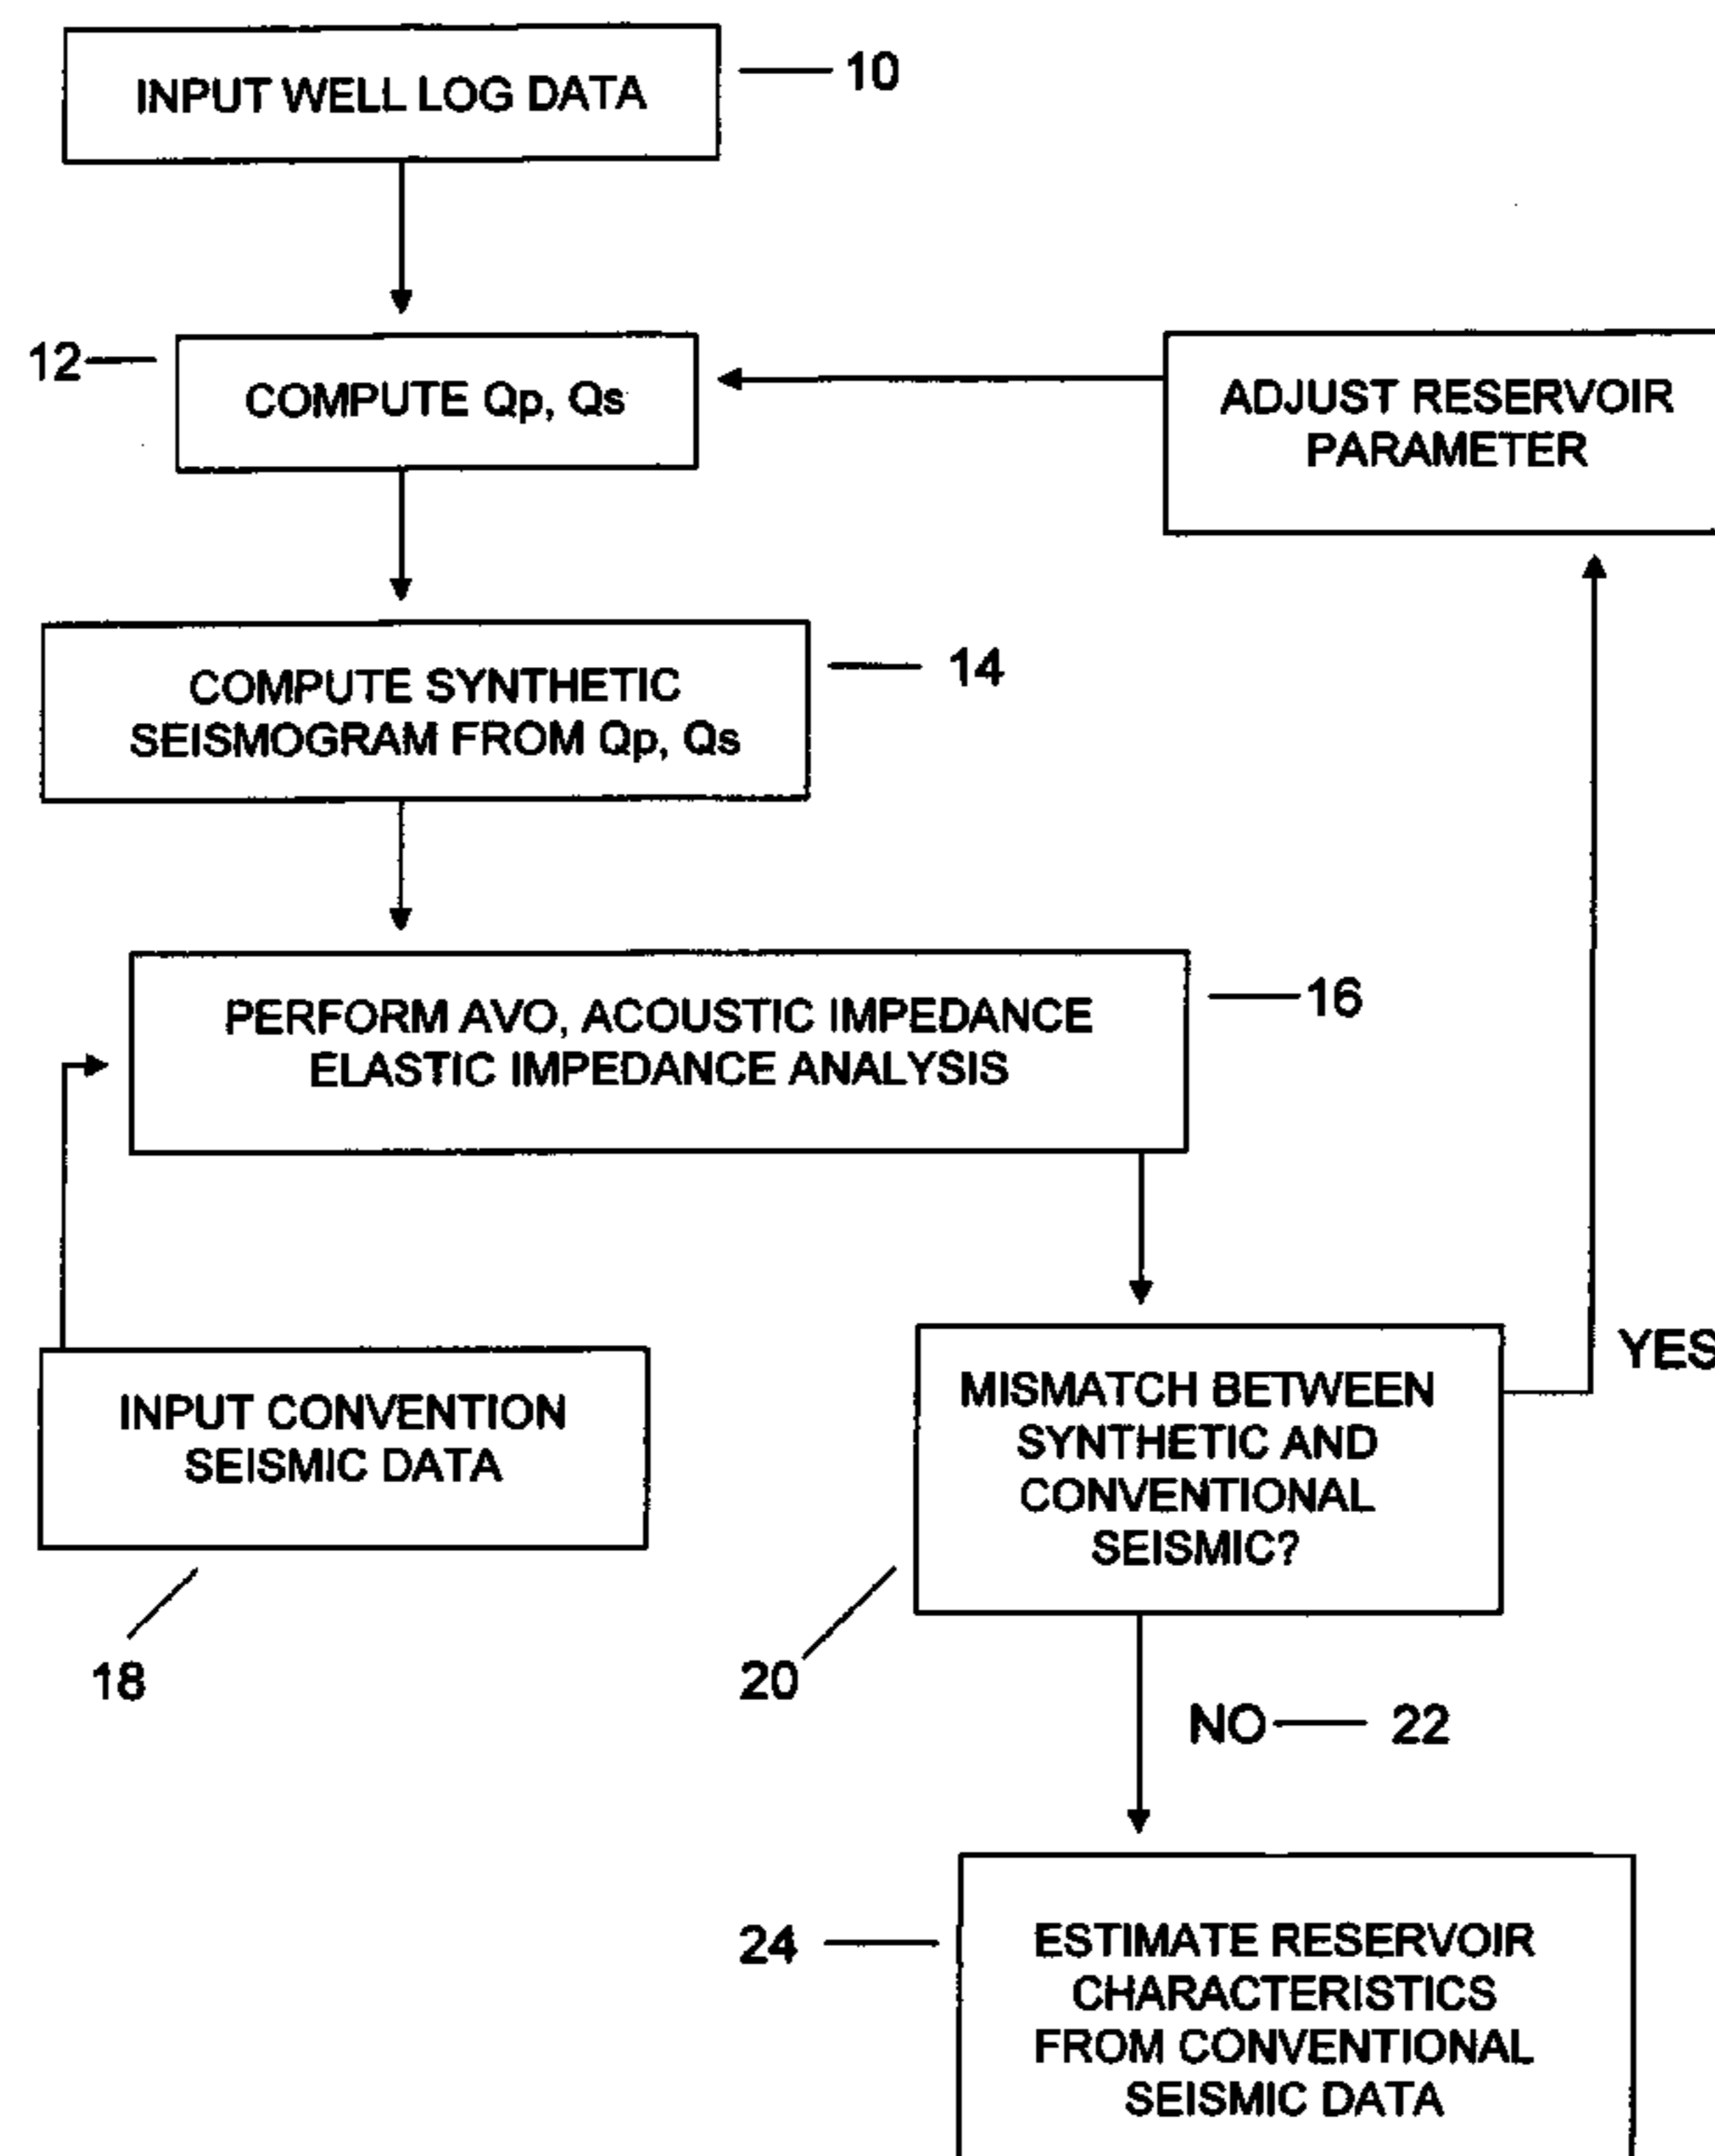 INPUT WELL LOG DATA
10
12
COMPUTE Qp, Qs
ADJUST RESERVOIR
PARAMETER
COMPUTE SYNTHETIC
SEISMOGRAM FROM Qp, Qs
14
PERFORM AVO, ACOUSTIC IMPEDANCE
ELASTIC IMPEDANCE ANALYSIS
16
INPUT CONVENTION
SEISMIC DATA
18
MISMATCH BETWEEN
SYNTHETIC AND
CONVENTIONAL
SEISMIC?
YES
20
NO
22
24
ESTIMATE RESERVOIR
CHARACTERISTICS
FROM CONVENTIONAL
SEISMIC DATA